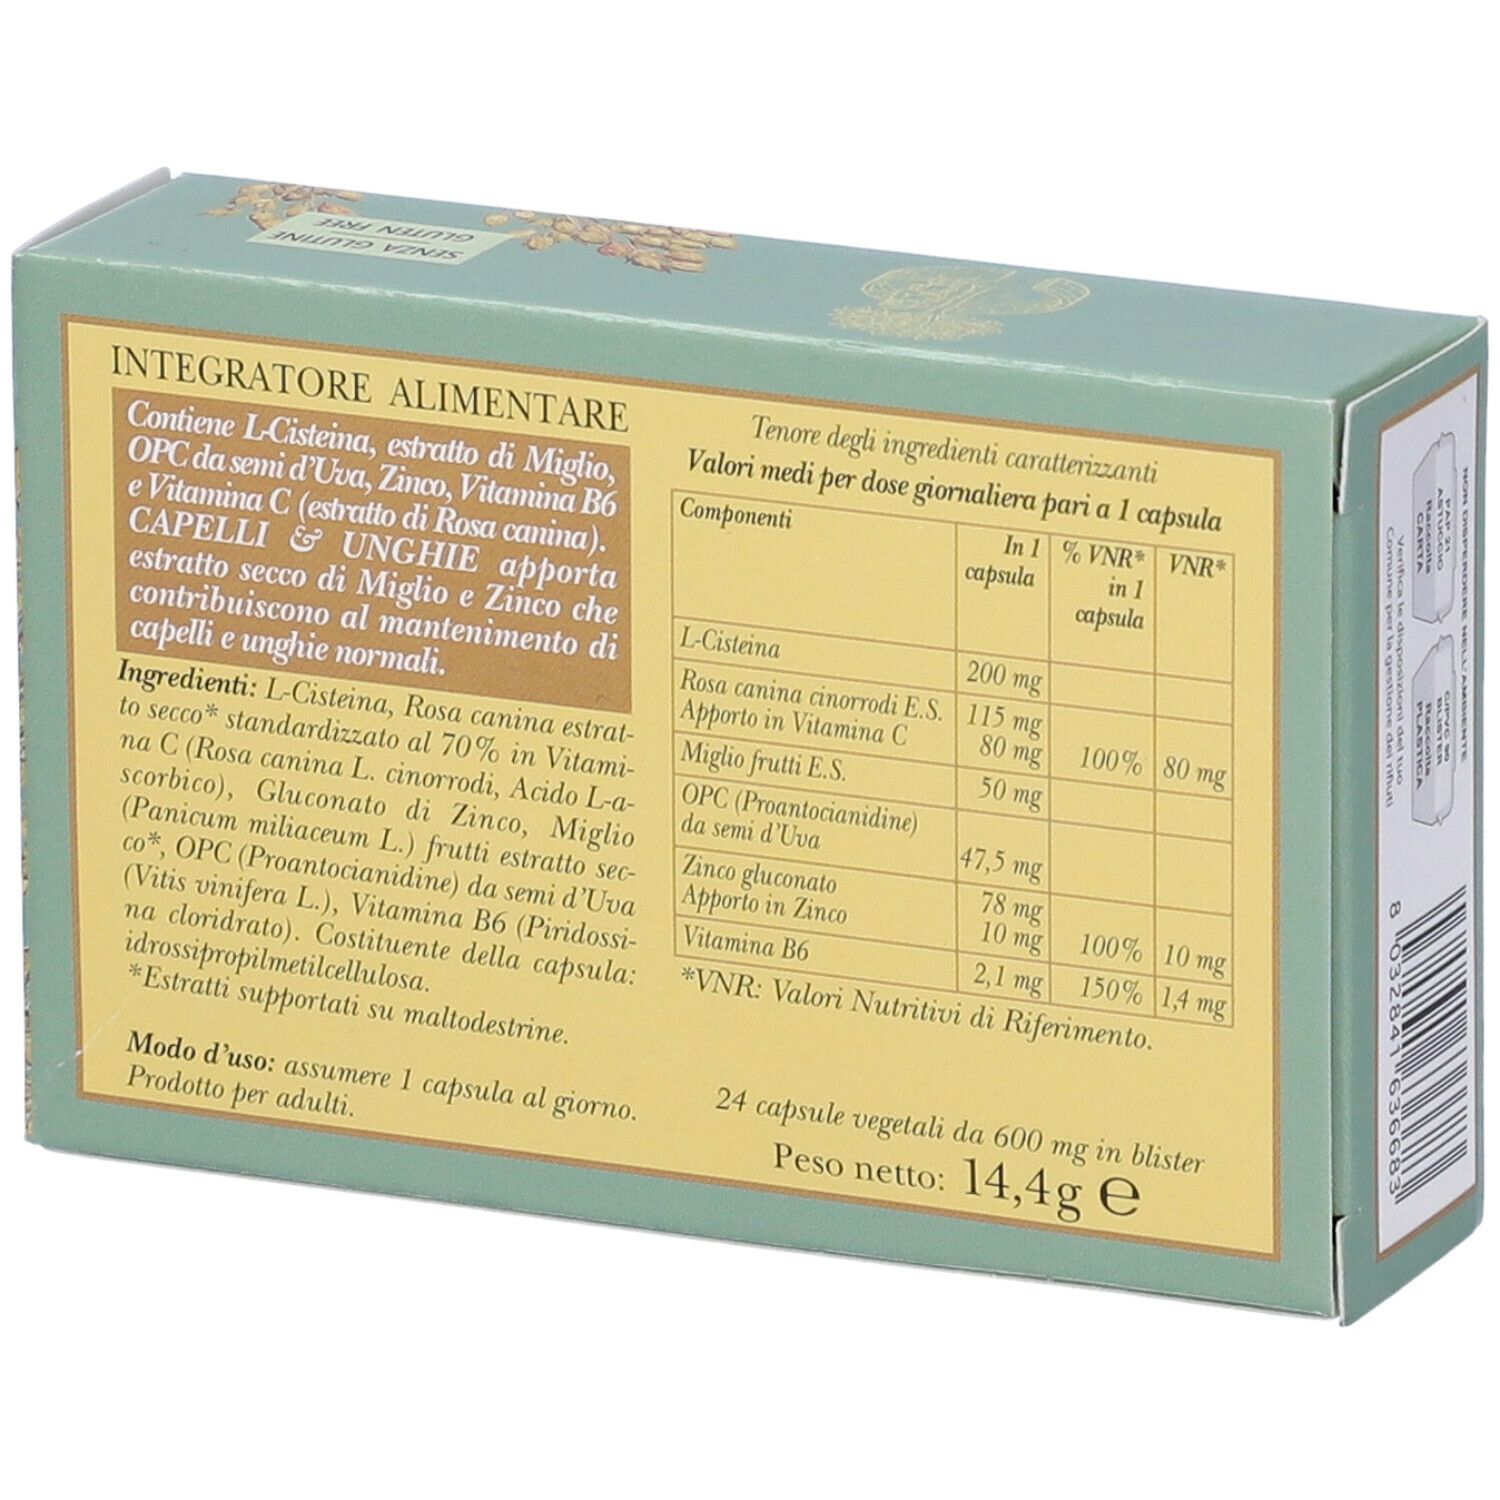 SENZA GLUTINE
GLUTEN FREE
INTEGRATORE ALIMENTARE
Contiene L-Cisteina, estratto di Miglio,
OPC da semi d'Uva, Zinco, Vitamina B6
e Vitamina C (estratto di Rosa canina).
CAPELLI & UNGHIE apporta
estratto secco di Miglio e Zinco che
contribuiscono al mantenimento di
capelli e unghie normali.
Ingredienti: L-Cisteina, Rosa canina estrat-
to secco* standardizzato al 70% in Vitami-
na C (Rosa canina L. cinorrodi, Acido L-a-
scorbico), Gluconato di Zinco, Miglio
(Panicum miliaceum L.) frutti estratto sec-
co*, OPC (Proantocianidine) da semi d'Uva
(Vitis vinifera L.), Vitamina B6 (Piridossi-
na cloridrato). Costituente della capsula:
idrossipropilmetilcellulosa.
*Estratti supportati su maltodestrine.
Modo d'uso: assumere 1 capsula al giorno.
Prodotto per adulti.
Tenore degli ingredienti caratterizzanti
Valori medi per dose giornaliera pari a 1 capsula
Componenti In 1 capsula % VNR* in 1 capsula VNR*
L-Cisteina 200 mg
Rosa canina cinorrodi E.S. 115 mg
Apporto in Vitamina C 80 mg 100% 80 mg
Miglio frutti E.S. 50 mg
OPC (Proantocianidine)
da semi d'Uva 47,5 mg
Zinco gluconato 78 mg
Apporto in Zinco 10 mg 100% 10 mg
Vitamina B6 2,1 mg 150% 1,4 mg
*VNR: Valori Nutritivi di Riferimento.
24 capsule vegetali da 600 mg in blister
Peso netto: 14,4g e
NON DISPERDERE NELL'AMBIENTE
PAP 21
ASTUCCIO
Raccolta
CARTA
C/PVC 90
BLISTER
Raccolta
PLASTICA
Verifica le disposizioni del tuo
Comune per la gestione dei rifiuti
8 032841 636683